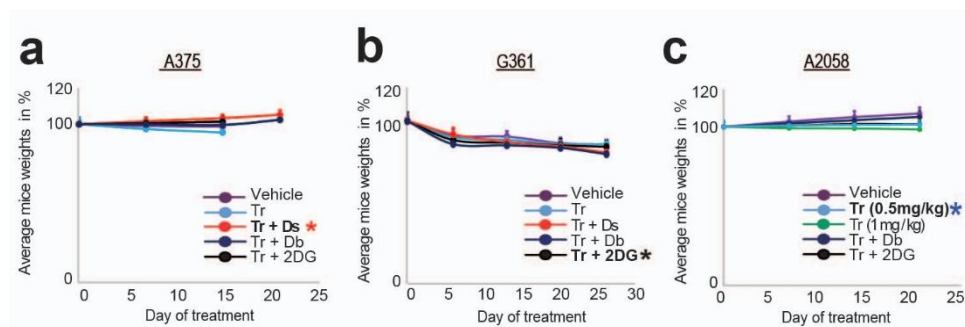 a
A375
Average mice weights in %
120
100
0
Vehicle
Tr
Tr + Ds *
Tr + Db
Tr + 2DG
0 5 10 15 20 25
Day of treatment
b
G361
Average mice weights in %
120
100
0
Vehicle
Tr
Tr + Ds
Tr + Db
Tr + 2DG *
0 5 10 15 20 25 30
Day of treatment
c
A2058
Average mice weights in %
120
100
0
Vehicle
Tr (0.5mg/kg) *
Tr (1mg/kg)
Tr + Db
Tr + 2DG
0 5 10 15 20 25
Day of treatment